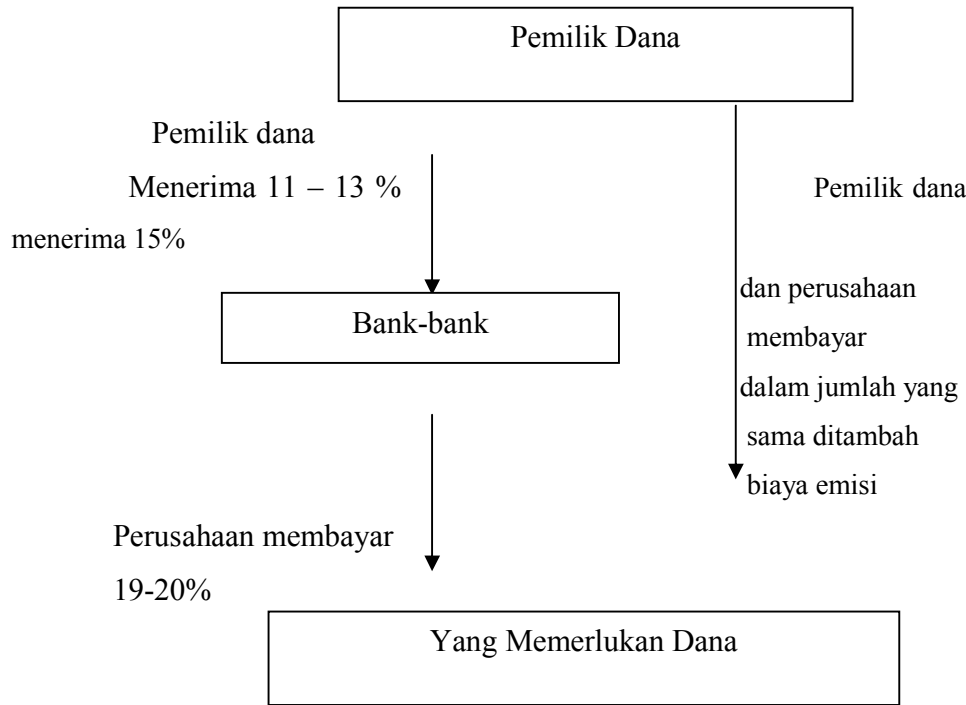 Pemilik Dana
Pemilik dana
Menerima 11 – 13 %
Pemilik dana
menerima 15%
Bank-bank
dan perusahaan
membayar
dalam jumlah yang
sama ditambah
biaya emisi
Perusahaan membayar
19-20%
Yang Memerlukan Dana